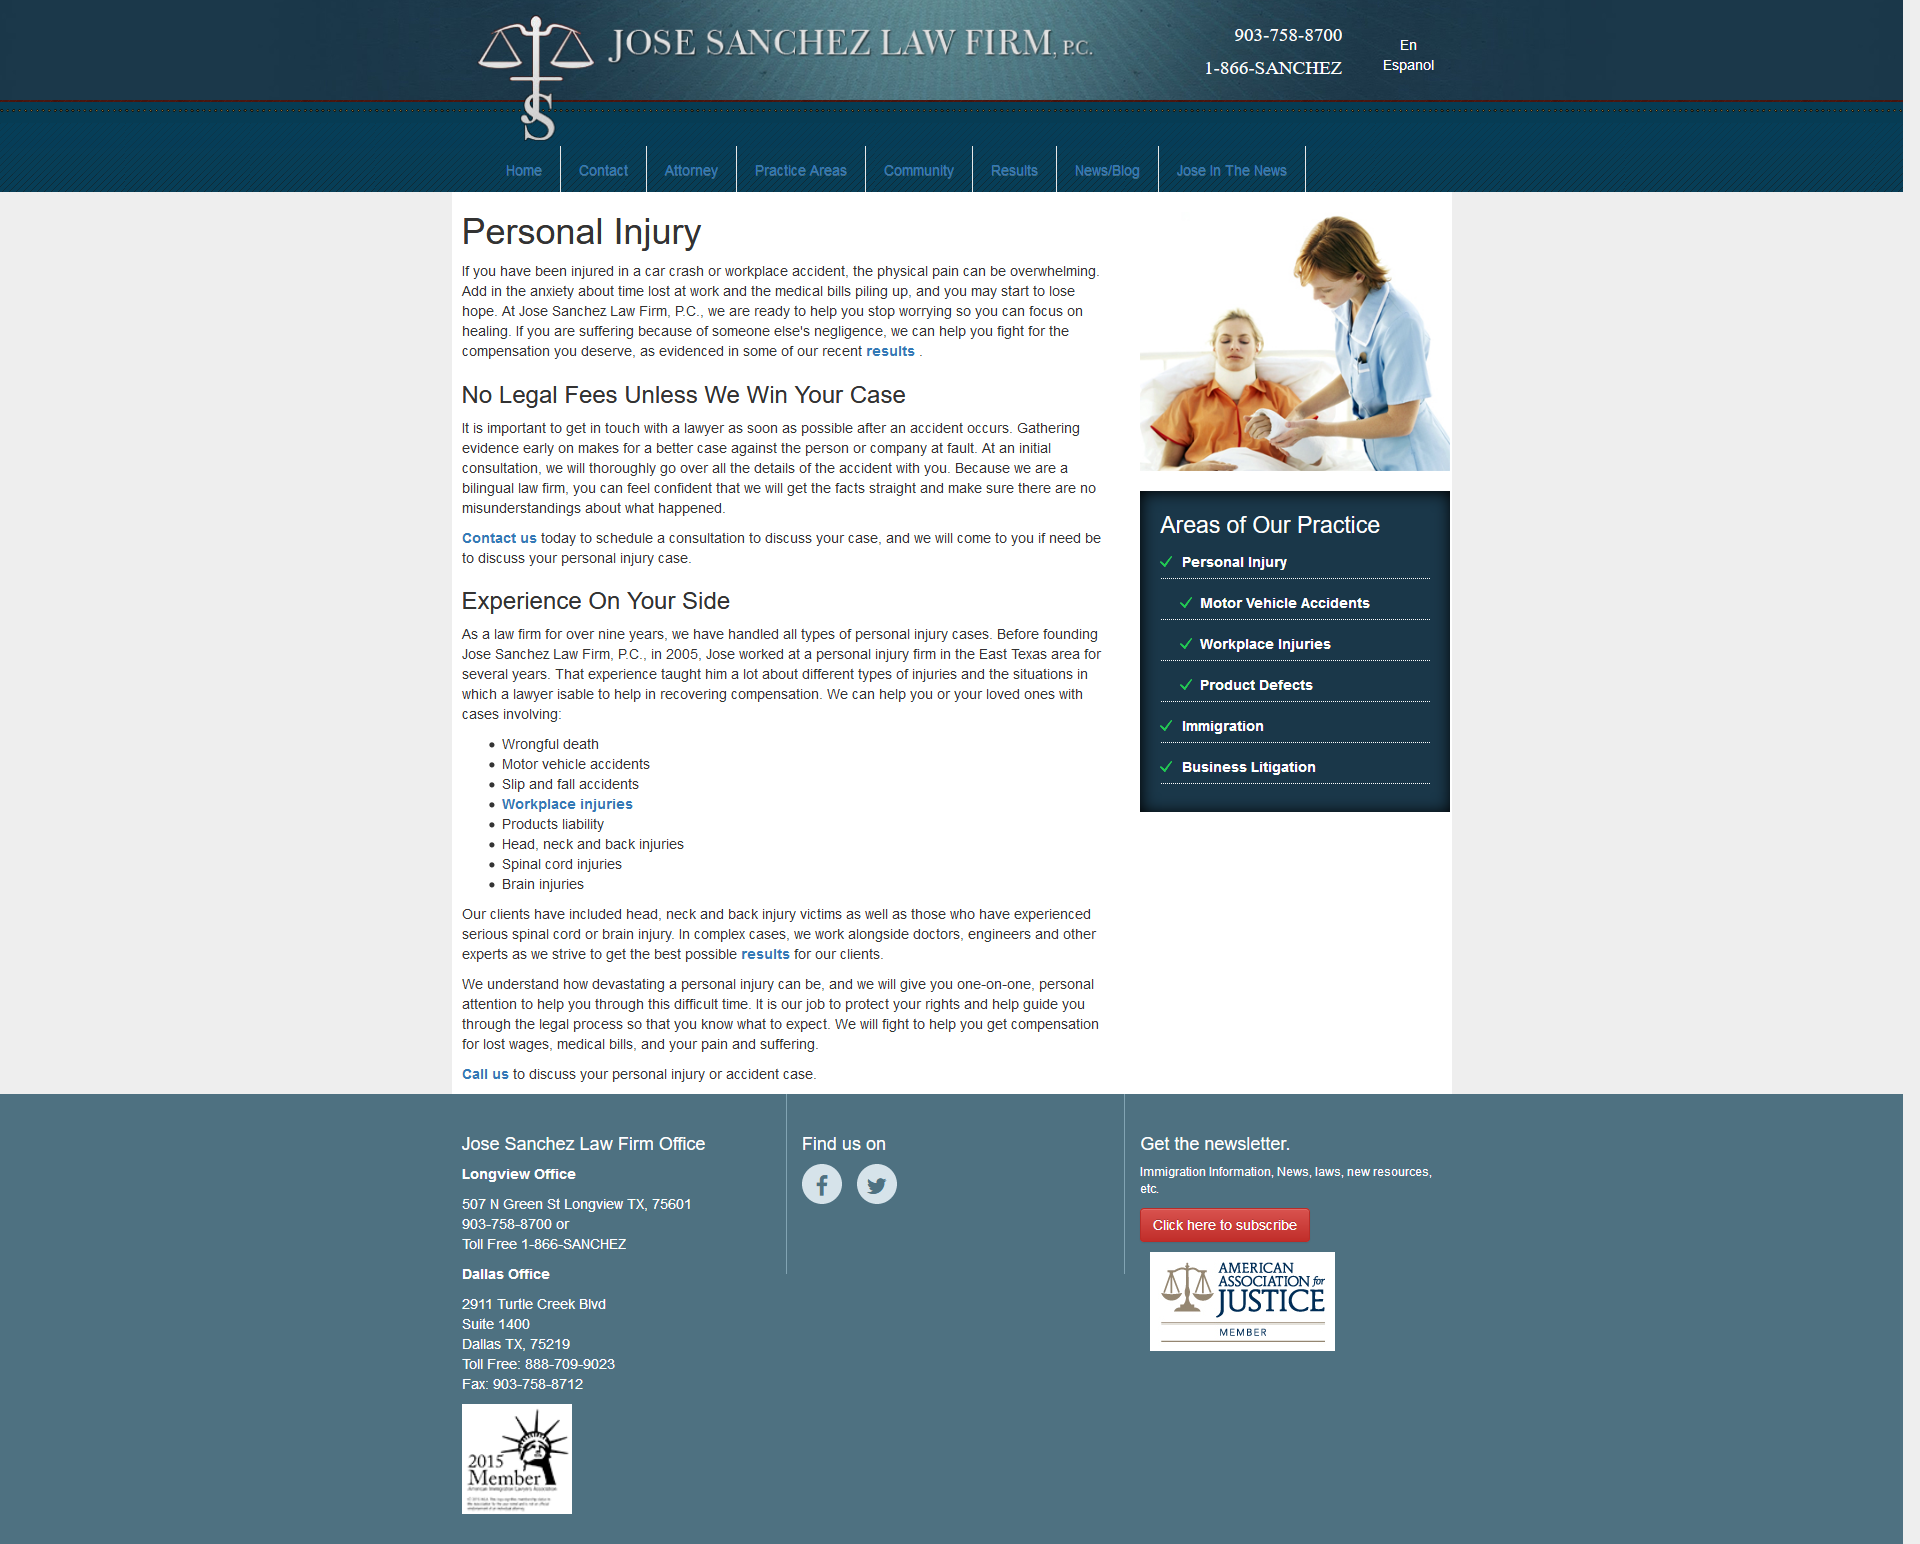 JOSE SANCHEZ LAW FIRM, P.C.
903-758-8700
1-866-SANCHEZ
En
Espanol
JS
Home
Contact
Attorney
Practice Areas
Community
Results
News/Blog
Jose In The News
Personal Injury
If you have been injured in a car crash or workplace accident, the physical pain can be overwhelming.
Add in the anxiety about time lost at work and the medical bills piling up, and you may start to lose
hope. At Jose Sanchez Law Firm, P.C., we are ready to help you stop worrying so you can focus on
healing. If you are suffering because of someone else's negligence, we can help you fight for the
compensation you deserve, as evidenced in some of our recent results .
No Legal Fees Unless We Win Your Case
It is important to get in touch with a lawyer as soon as possible after an accident occurs. Gathering
evidence early on makes for a better case against the person or company at fault. At an initial
consultation, we will thoroughly go over all the details of the accident with you. Because we are a
bilingual law firm, you can feel confident that we will get the facts straight and make sure there are no
misunderstandings about what happened.
Contact us today to schedule a consultation to discuss your case, and we will come to you if need be
to discuss your personal injury case.
Experience On Your Side
As a law firm for over nine years, we have handled all types of personal injury cases. Before founding
Jose Sanchez Law Firm, P.C., in 2005, Jose worked at a personal injury firm in the East Texas area for
several years. That experience taught him a lot about different types of injuries and the situations in
which a lawyer isable to help in recovering compensation. We can help you or your loved ones with
cases involving:
Wrongful death
Motor vehicle accidents
Slip and fall accidents
Workplace injuries
Products liability
Head, neck and back injuries
Spinal cord injuries
Brain injuries
Our clients have included head, neck and back injury victims as well as those who have experienced
serious spinal cord or brain injury. In complex cases, we work alongside doctors, engineers and other
experts as we strive to get the best possible results for our clients.
We understand how devastating a personal injury can be, and we will give you one-on-one, personal
attention to help you through this difficult time. It is our job to protect your rights and help guide you
through the legal process so that you know what to expect. We will fight to help you get compensation
for lost wages, medical bills, and your pain and suffering.
Call us to discuss your personal injury or accident case.
Areas of Our Practice
Personal Injury
Motor Vehicle Accidents
Workplace Injuries
Product Defects
Immigration
Business Litigation
Jose Sanchez Law Firm Office
Longview Office
507 N Green St Longview TX, 75601
903-758-8700 or
Toll Free 1-866-SANCHEZ
Dallas Office
2911 Turtle Creek Blvd
Suite 1400
Dallas TX, 75219
Toll Free: 888-709-9023
Fax: 903-758-8712
2015
Member
American Immigration Lawyers Association
Find us on
Get the newsletter.
Immigration Information, News, laws, new resources,
etc.
Click here to subscribe
AMERICAN
ASSOCIATION for
JUSTICE
MEMBER